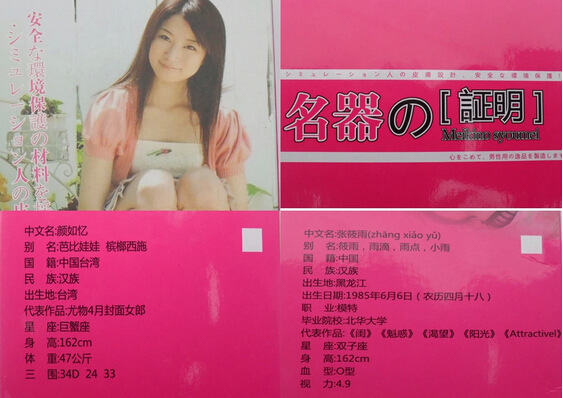 安全な環境保護の材料を
・シミュレーション人の
シミュレーション人の皮膚設計、安全な環境保護!
名器の[証明]
Meikino syoumei
心をこめて、男性用の逸品を製造します
中文名:颜如忆
别 名:芭比娃娃 槟榔西施
国 籍:中国台湾
民 族:汉族
出生地:台湾
代表作品:尤物4月封面女郎
星 座:巨蟹座
身 高:162cm
体 重:47公斤
三 围:34D 24 33
中文名:张筱雨(zhāng xiǎo yǔ)
别 名:筱雨，雨滴，雨点，小雨
国 籍:中国
民 族:汉族
出生地:黑龙江
出生日期:1985年6月6日（农历四月十八）
职 业:模特
毕业院校:北华大学
代表作品:《闺》《魁惑》《渴望》《阳光》《Attractivel》
星 座:双子座
身 高:162cm
血 型:O型
视 力:4.9